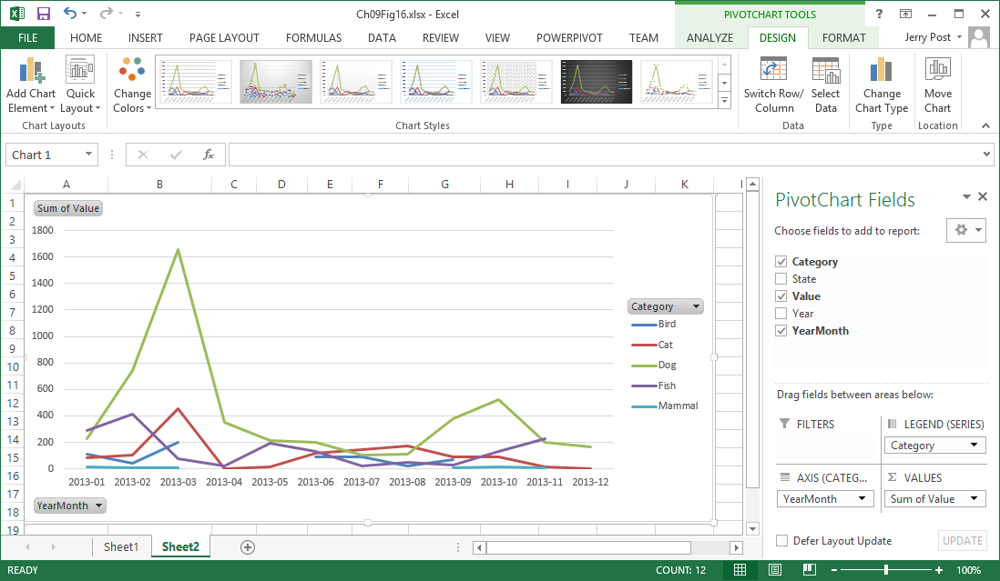 Ch09Fig16.xlsx - Excel
PIVOTCHART TOOLS
?
FILE HOME INSERT PAGE LAYOUT FORMULAS DATA REVIEW VIEW POWERPIVOT TEAM ANALYZE DESIGN FORMAT Jerry Post
Add Chart Element
Quick Layout
Change Colors
Switch Row/ Column
Select Data
Change Chart Type
Move Chart
Chart Layouts
Chart Styles
Data
Type
Location
Chart 1
fx
A B C D E F G H I J K
1
2
3
4
5
6
7
8
9
10
11
12
13
14
15
16
17
18
19
Sum of Value
1800
1600
1400
1200
1000
800
600
400
200
0
2013-01 2013-02 2013-03 2013-04 2013-05 2013-06 2013-07 2013-08 2013-09 2013-10 2013-11 2013-12
YearMonth
Category
Bird
Cat
Dog
Fish
Mammal
PivotChart Fields
Choose fields to add to report:
Category
State
Value
Year
YearMonth
Drag fields between areas below:
FILTERS
LEGEND (SERIES)
Category
AXIS (CATEG...
Σ VALUES
YearMonth
Sum of Value
Defer Layout Update
UPDATE
Sheet1 Sheet2
READY
COUNT: 12
100%